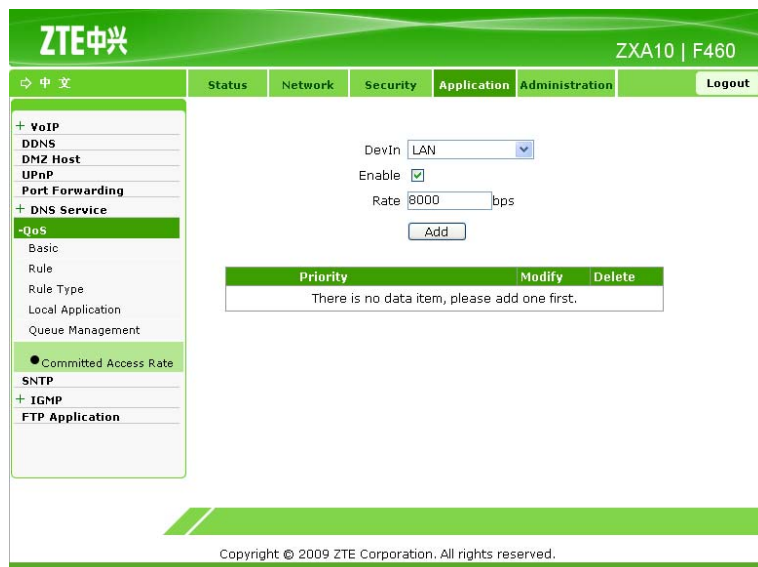 ZTE中兴
ZXA10 | F460
中 文
Status Network Security Application Administration Logout
+ VoIP
DDNS
DMZ Host
UPnP
Port Forwarding
+ DNS Service
-QoS
Basic
Rule
Rule Type
Local Application
Queue Management
Committed Access Rate
SNTP
+ IGMP
FTP Application
DevIn LAN
Enable
Rate 8000 bps
Add
Priority Modify Delete
There is no data item, please add one first.
Copyright © 2009 ZTE Corporation. All rights reserved.